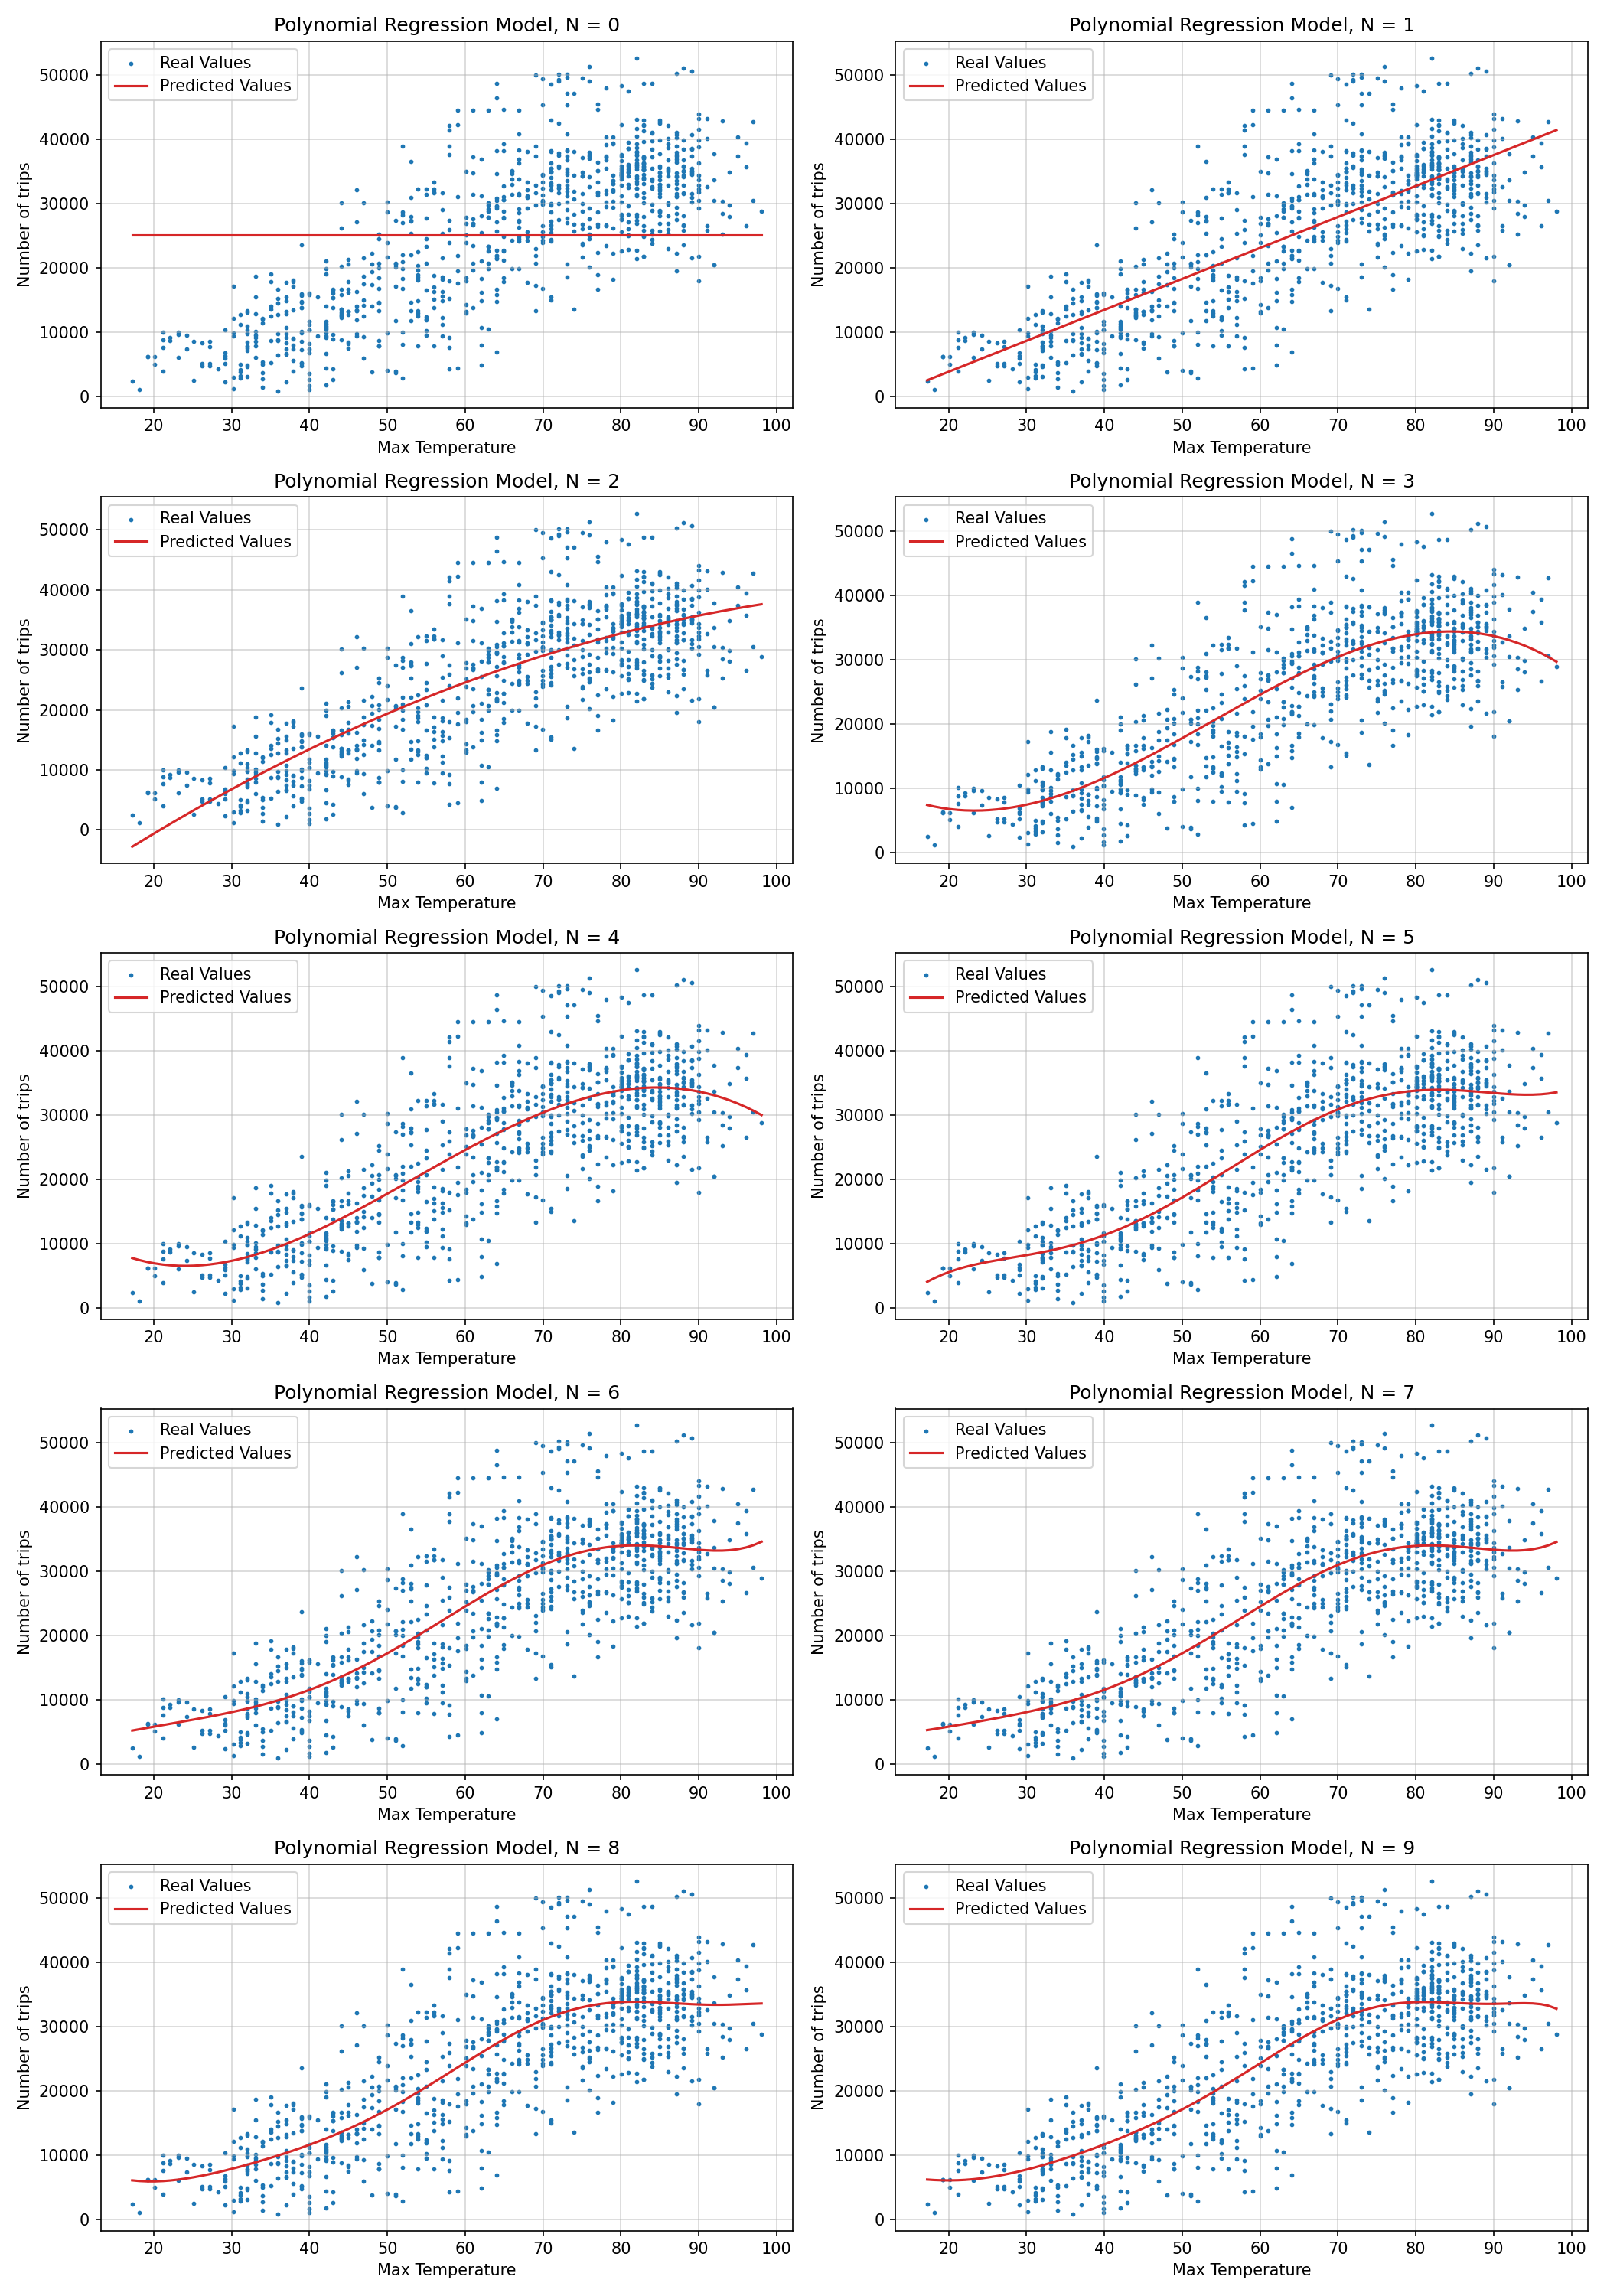 Polynomial Regression Model, N = 0
Real Values
Predicted Values
50000
40000
30000
20000
10000
0
Number of trips
20 30 40 50 60 70 80 90 100
Max Temperature
Polynomial Regression Model, N = 1
Real Values
Predicted Values
50000
40000
30000
20000
10000
0
Number of trips
20 30 40 50 60 70 80 90 100
Max Temperature
Polynomial Regression Model, N = 2
Real Values
Predicted Values
50000
40000
30000
20000
10000
0
Number of trips
20 30 40 50 60 70 80 90 100
Max Temperature
Polynomial Regression Model, N = 3
Real Values
Predicted Values
50000
40000
30000
20000
10000
0
Number of trips
20 30 40 50 60 70 80 90 100
Max Temperature
Polynomial Regression Model, N = 4
Real Values
Predicted Values
50000
40000
30000
20000
10000
0
Number of trips
20 30 40 50 60 70 80 90 100
Max Temperature
Polynomial Regression Model, N = 5
Real Values
Predicted Values
50000
40000
30000
20000
10000
0
Number of trips
20 30 40 50 60 70 80 90 100
Max Temperature
Polynomial Regression Model, N = 6
Real Values
Predicted Values
50000
40000
30000
20000
10000
0
Number of trips
20 30 40 50 60 70 80 90 100
Max Temperature
Polynomial Regression Model, N = 7
Real Values
Predicted Values
50000
40000
30000
20000
10000
0
Number of trips
20 30 40 50 60 70 80 90 100
Max Temperature
Polynomial Regression Model, N = 8
Real Values
Predicted Values
50000
40000
30000
20000
10000
0
Number of trips
20 30 40 50 60 70 80 90 100
Max Temperature
Polynomial Regression Model, N = 9
Real Values
Predicted Values
50000
40000
30000
20000
10000
0
Number of trips
20 30 40 50 60 70 80 90 100
Max Temperature